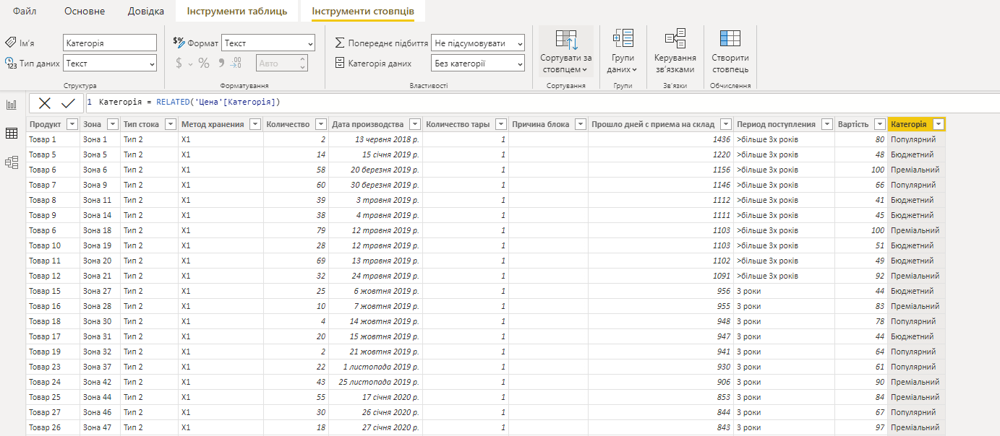 Файл Основне Довідка Інструменти таблиць Інструменти стовпців
Ім'я Категорія
Тип даних Текст
Структура
Формат Текст
$ % 9 Авто
Форматування
Попереднє підбиття Не підсумовувати
Категорія даних Без категорії
Властивості
Сортувати за
стовпцем
Сортування
Групи
даних
Групи
Керування
зв'язками
Зв'язки
Створити
стовпець
Обчислення
1 Категорія = RELATED('Цена'[Категорія])
Продукт Зона Тип стока Метод хранения Количество Дата производства Количество тары Причина блока Прошло дней с приема на склад Период поступления Вартість Категорія
Товар 1 Зона 1 Тип 2 X1 2 13 червня 2018 р. 1 1436 >більше 3х років 80 Популярний
Товар 5 Зона 5 Тип 2 X1 14 15 січня 2019 р. 1 1220 >більше 3х років 48 Бюджетний
Товар 6 Зона 6 Тип 2 X1 58 20 березня 2019 р. 1 1156 >більше 3х років 100 Преміальний
Товар 7 Зона 9 Тип 2 X1 60 30 березня 2019 р. 1 1146 >більше 3х років 66 Популярний
Товар 8 Зона 11 Тип 2 X1 39 3 травня 2019 р. 1 1112 >більше 3х років 41 Бюджетний
Товар 9 Зона 14 Тип 2 X1 38 4 травня 2019 р. 1 1111 >більше 3х років 45 Бюджетний
Товар 6 Зона 18 Тип 2 X1 79 12 травня 2019 р. 1 1103 >більше 3х років 100 Преміальний
Товар 10 Зона 19 Тип 2 X1 28 12 травня 2019 р. 1 1103 >більше 3х років 51 Бюджетний
Товар 11 Зона 20 Тип 2 X1 69 13 травня 2019 р. 1 1102 >більше 3х років 49 Бюджетний
Товар 12 Зона 21 Тип 2 X1 32 24 травня 2019 р. 1 1091 >більше 3х років 92 Преміальний
Товар 15 Зона 27 Тип 2 X1 25 6 жовтня 2019 р. 1 956 3 роки 44 Бюджетний
Товар 16 Зона 28 Тип 2 X1 10 7 жовтня 2019 р. 1 955 3 роки 83 Преміальний
Товар 18 Зона 30 Тип 2 X1 4 14 жовтня 2019 р. 1 948 3 роки 78 Популярний
Товар 17 Зона 31 Тип 2 X1 20 15 жовтня 2019 р. 1 947 3 роки 44 Бюджетний
Товар 19 Зона 32 Тип 2 X1 2 21 жовтня 2019 р. 1 941 3 роки 64 Популярний
Товар 23 Зона 37 Тип 2 X1 22 1 листопада 2019 р. 1 930 3 роки 61 Популярний
Товар 24 Зона 42 Тип 2 X1 43 25 листопада 2019 р. 1 906 3 роки 90 Преміальний
Товар 25 Зона 44 Тип 2 X1 55 17 січня 2020 р. 1 853 3 роки 84 Преміальний
Товар 27 Зона 46 Тип 2 X1 30 26 січня 2020 р. 1 844 3 роки 67 Популярний
Товар 26 Зона 47 Тип 2 X1 18 27 січня 2020 р. 1 843 3 роки 97 Преміальний